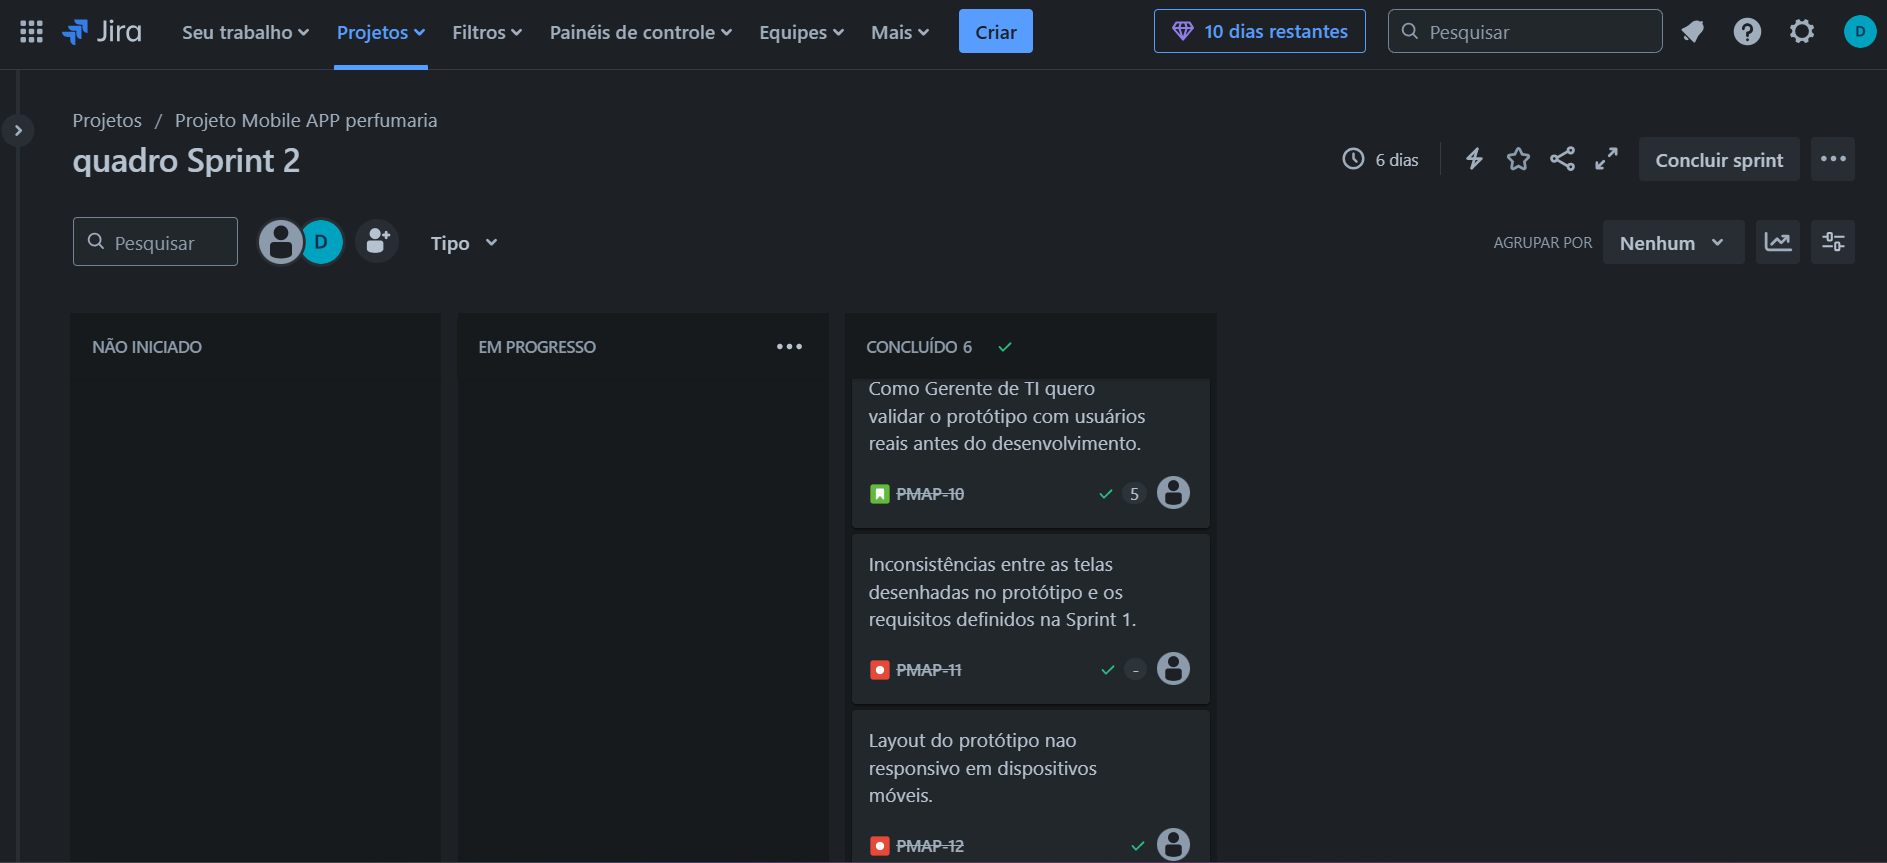 Jira Seu trabalho Projetos Filtros Painéis de controle Equipes Mais Criar 10 dias restantes Pesquisar D
Projetos / Projeto Mobile APP perfumaria
quadro Sprint 2
6 dias Concluir sprint
Pesquisar D Tipo AGRUPAR POR Nenhum
NÃO INICIADO EM PROGRESSO CONCLUÍDO 6
Como Gerente de TI quero
validar o protótipo com usuários
reais antes do desenvolvimento.
PMAP-10 5
Inconsistências entre as telas
desenhadas no protótipo e os
requisitos definidos na Sprint 1.
PMAP-11 -
Layout do protótipo nao
responsivo em dispositivos
móveis.
PMAP-12